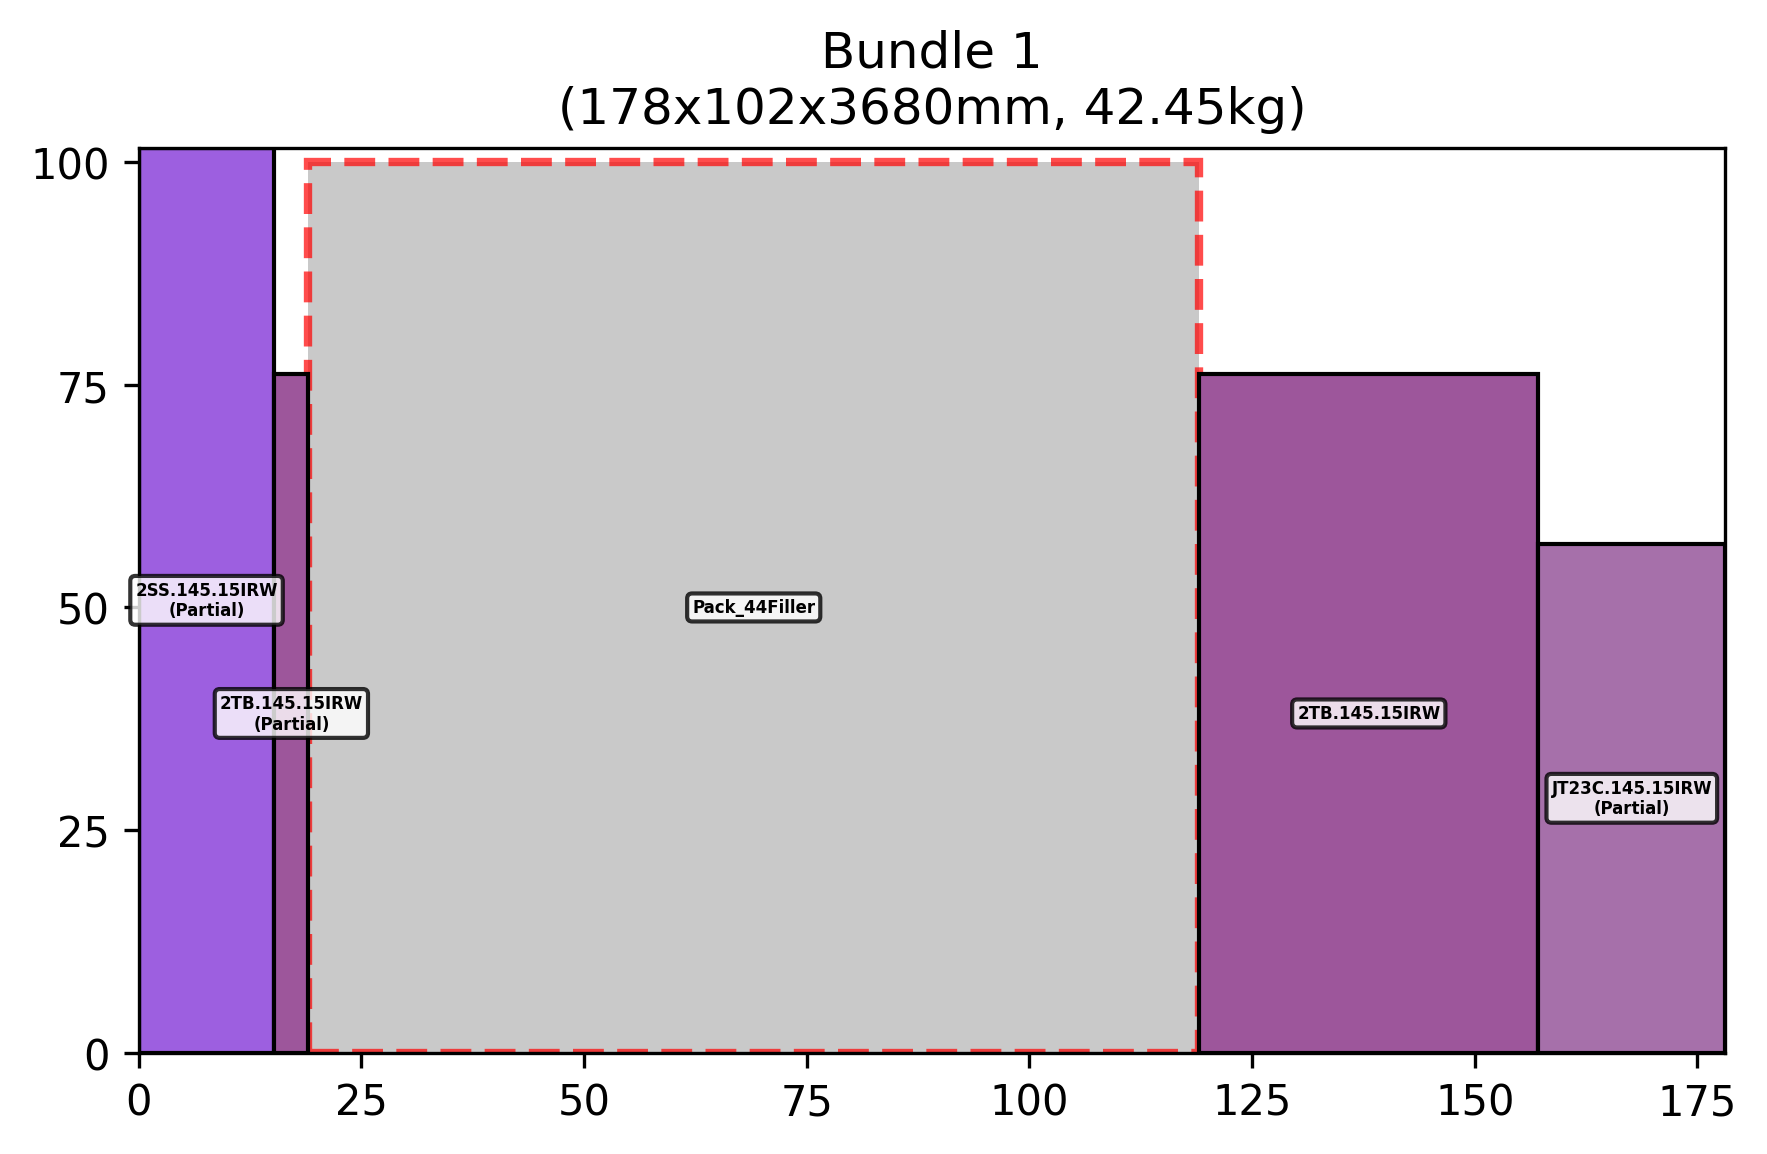 Bundle 1
(178x102x3680mm, 42.45kg)
100
75
50
25
0
2SS.145.15IRW
(Partial)
2TB.145.15IRW
(Partial)
Pack_44Filler
2TB.145.15IRW
JT23C.145.15IRW
(Partial)
0
25
50
75
100
125
150
175